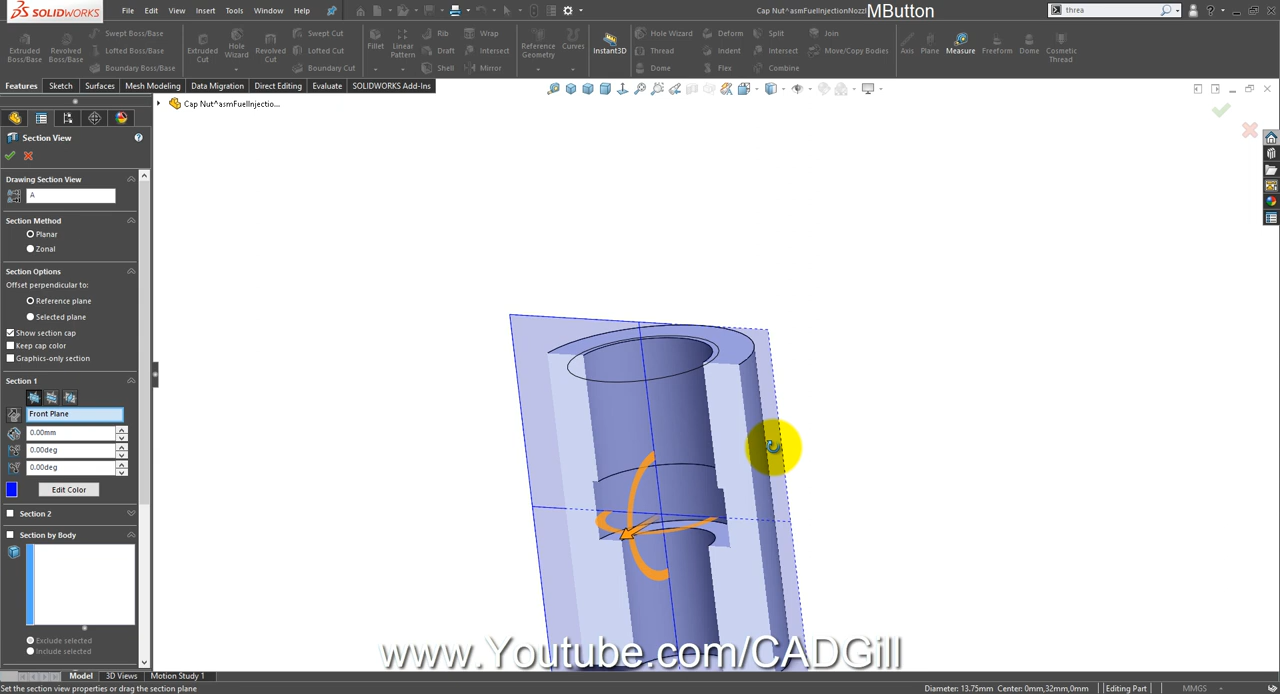 SOLIDWORKS
File Edit View Insert Tools Window Help
Cap Nut^asmFuelInjectionNozzl
MButton
threa
Extruded Boss/Base
Revolved Boss/Base
Swept Boss/Base
Lofted Boss/Base
Boundary Boss/Base
Extruded Cut
Hole Wizard
Revolved Cut
Swept Cut
Lofted Cut
Boundary Cut
Fillet
Linear Pattern
Rib
Draft
Shell
Wrap
Intersect
Mirror
Reference Geometry
Curves
Instant3D
Hole Wizard
Thread
Dome
Deform
Indent
Flex
Split
Intersect
Combine
Join
Move/Copy Bodies
Axis
Plane
Measure
Freeform
Dome
Cosmetic Thread
Features Sketch Surfaces Mesh Modeling Data Migration Direct Editing Evaluate SOLIDWORKS Add-Ins
Cap Nut^asmFuelInjectio...
Section View
Drawing Section View
A
Section Method
Planar
Zonal
Section Options
Offset perpendicular to:
Reference plane
Selected plane
Show section cap
Keep cap color
Graphics-only section
Section 1
Front Plane
0.00mm
0.00deg
0.00deg
Edit Color
Section 2
Section by Body
Exclude selected
Include selected
www.Youtube.com/CADGill
Model 3D Views Motion Study 1
Set the section view properties or drag the section plane
Diameter: 13.75mm Center: 0mm,32mm,0mm
Editing Part
MMGS